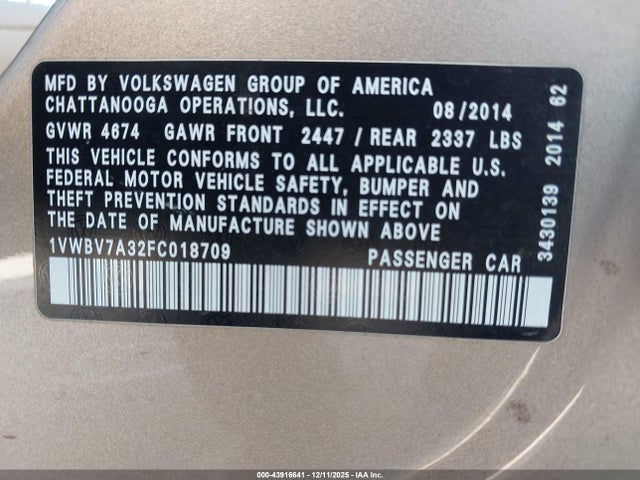 MFD BY VOLKSWAGEN GROUP OF AMERICA
CHATTANOOGA OPERATIONS, LLC. 08/2014
GVWR 4674 GAWR FRONT 2447/REAR 2337 LBS
THIS VEHICLE CONFORMS TO ALL APPLICABLE U.S.
FEDERAL MOTOR VEHICLE SAFETY, BUMPER AND
THEFT PREVENTION STANDARDS IN EFFECT ON
THE DATE OF MANUFACTURE SHOWN ABOVE
1VWBV7A32FC018709 PASSENGER CAR
3430139 2014 62
000-43916641 - 12/11/2025 - IAA Inc.